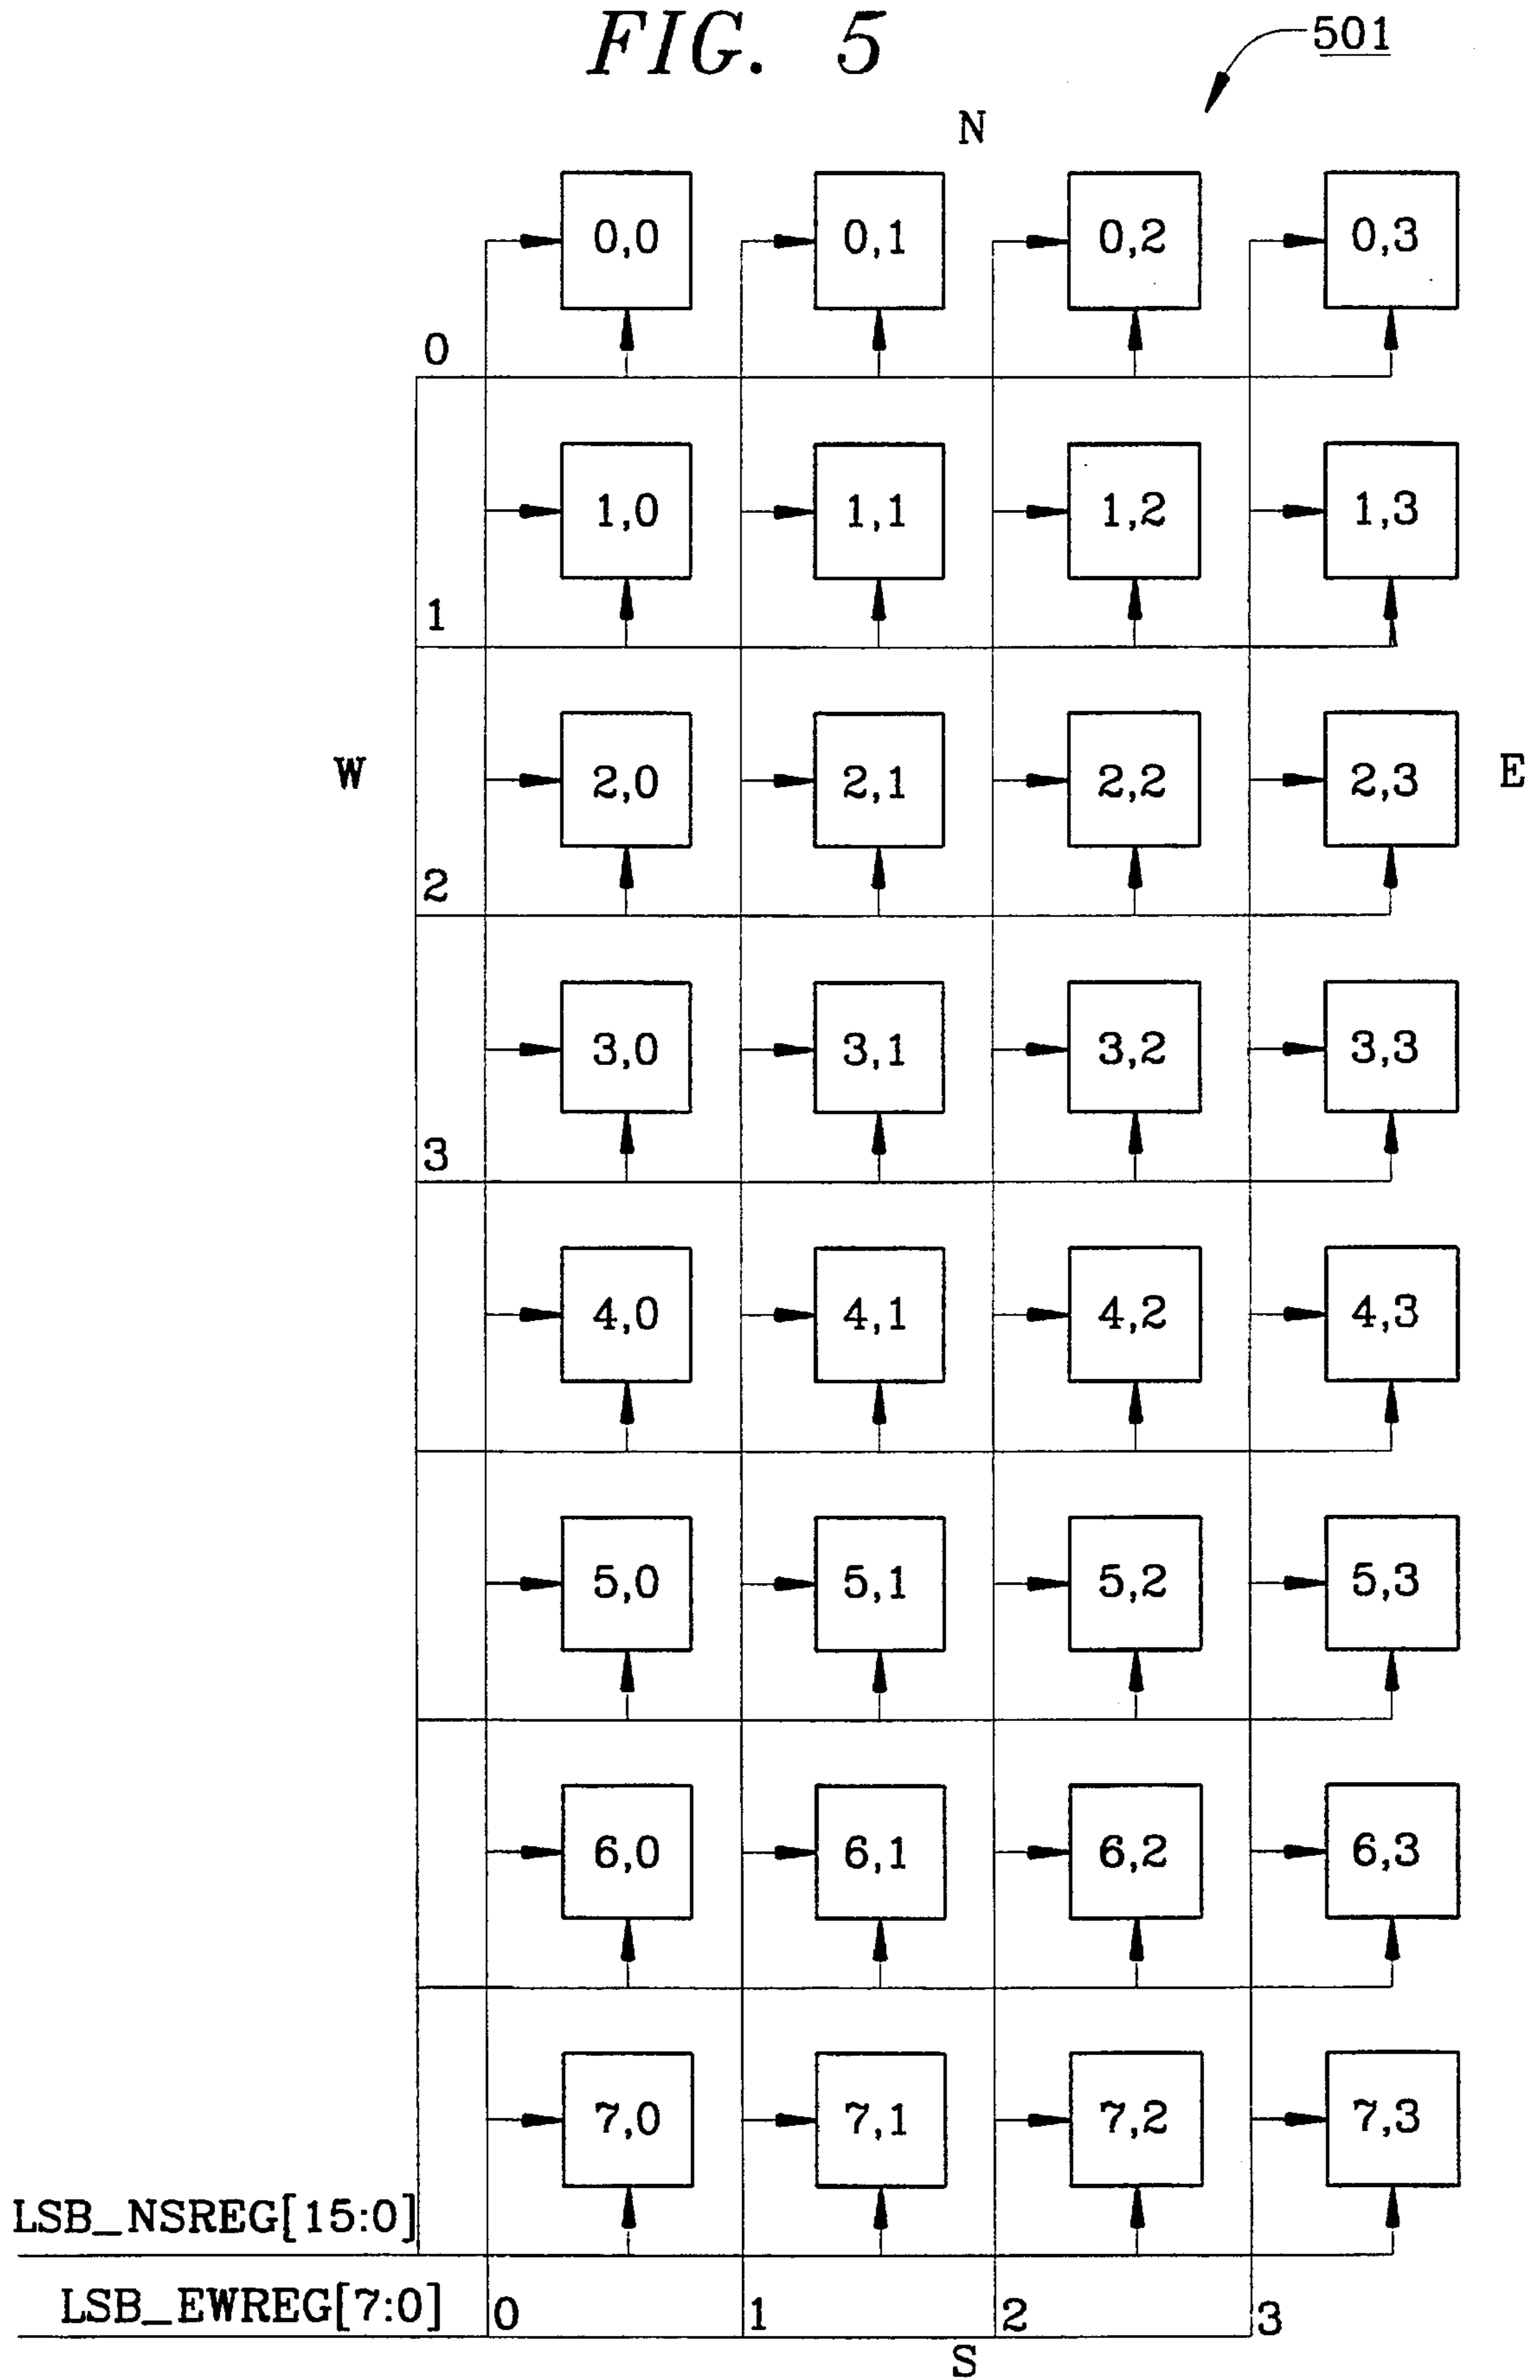 FIG. 5
501
N
0,0 0,1 0,2 0,3
0
1,0 1,1 1,2 1,3
1
W 2,0 2,1 2,2 2,3 E
2
3,0 3,1 3,2 3,3
3
4,0 4,1 4,2 4,3
5,0 5,1 5,2 5,3
6,0 6,1 6,2 6,3
7,0 7,1 7,2 7,3
LSB_NSREG[15:0]
LSB_EWREG[7:0] 0 1 2 3
S